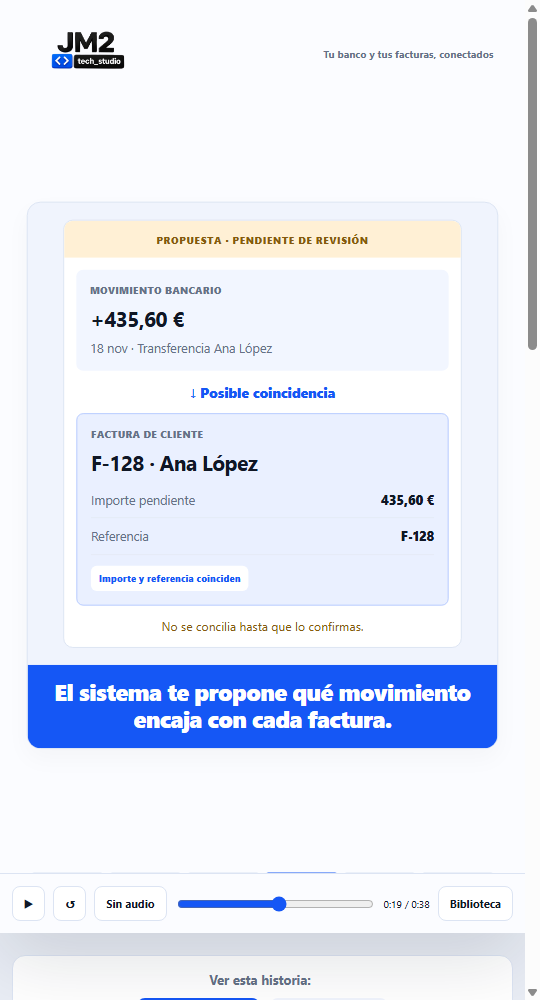 JM2
<> tech_studio
Tu banco y tus facturas, conectados
PROPUESTA · PENDIENTE DE REVISIÓN
MOVIMIENTO BANCARIO
+435,60 €
18 nov · Transferencia Ana López
↓ Posible coincidencia
FACTURA DE CLIENTE
F-128 · Ana López
Importe pendiente 435,60 €
Referencia F-128
Importe y referencia coinciden
No se concilia hasta que lo confirmas.
El sistema te propone qué movimiento
encaja con cada factura.
▶ ↺ Sin audio 0:19 / 0:38 Biblioteca
Ver esta historia: